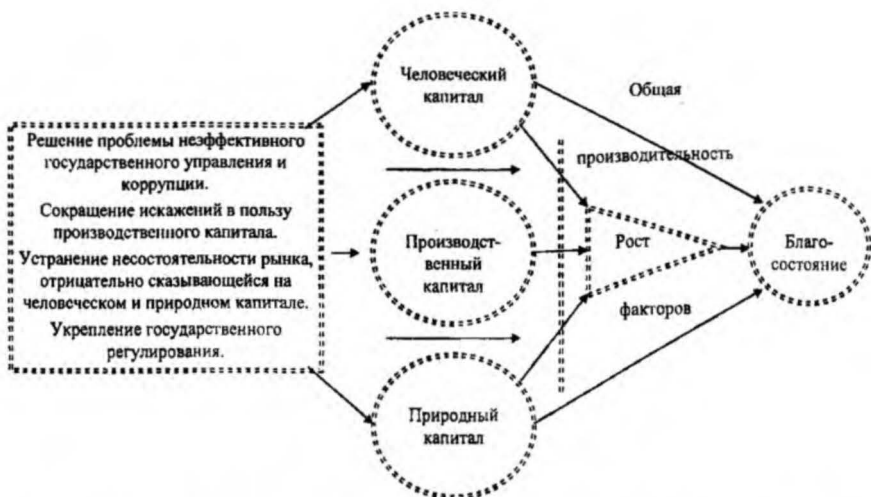 Решение проблемы неэффективного
государственного управления и
коррупции.
Сокращение искажений в пользу
производственного капитала.
Устранение несостоятельности рынка,
отрицательно сказывающейся на
человеческом и природном капитале.
Укрепление государственного
регулирования.
Человеческий
капитал
Производст-
венный
капитал
Природный
капитал
Общая
производительность
Рост
факторов
Благо-
состояние